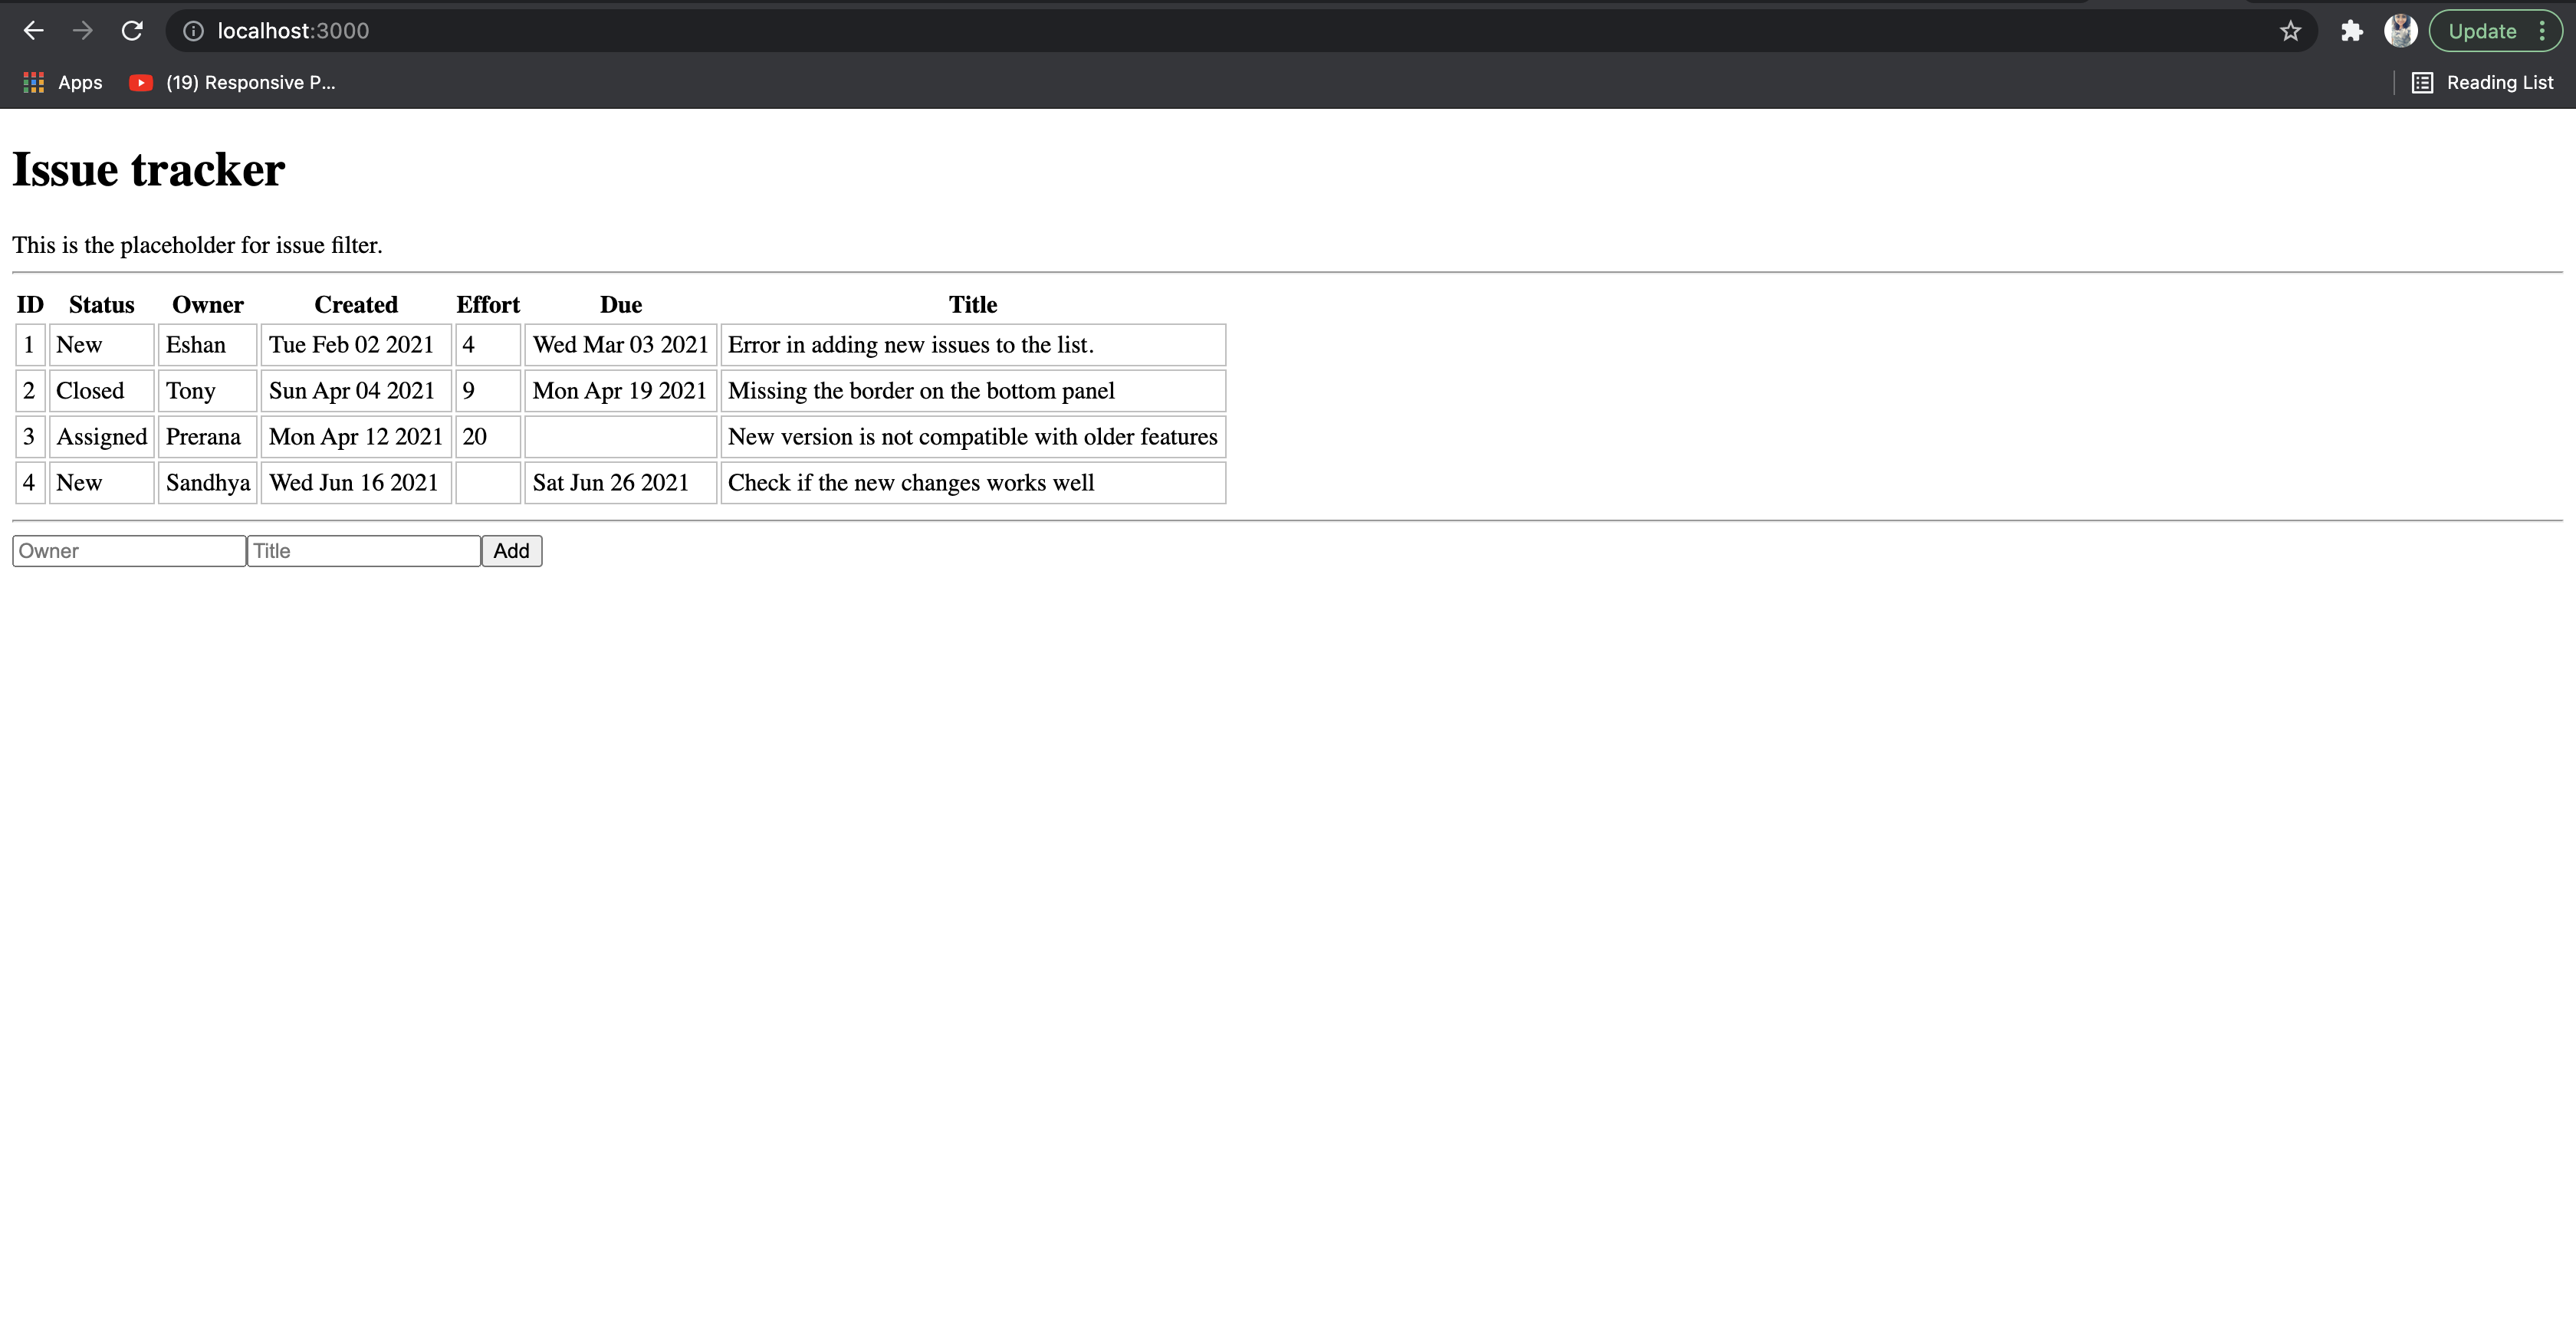 localhost:3000
Update
Apps (19) Responsive P... Reading List
Issue tracker
This is the placeholder for issue filter.
ID Status Owner Created Effort Due Title
1 New Eshan Tue Feb 02 2021 4 Wed Mar 03 2021 Error in adding new issues to the list.
2 Closed Tony Sun Apr 04 2021 9 Mon Apr 19 2021 Missing the border on the bottom panel
3 Assigned Prerana Mon Apr 12 2021 20 New version is not compatible with older features
4 New Sandhya Wed Jun 16 2021 Sat Jun 26 2021 Check if the new changes works well
Owner Title Add